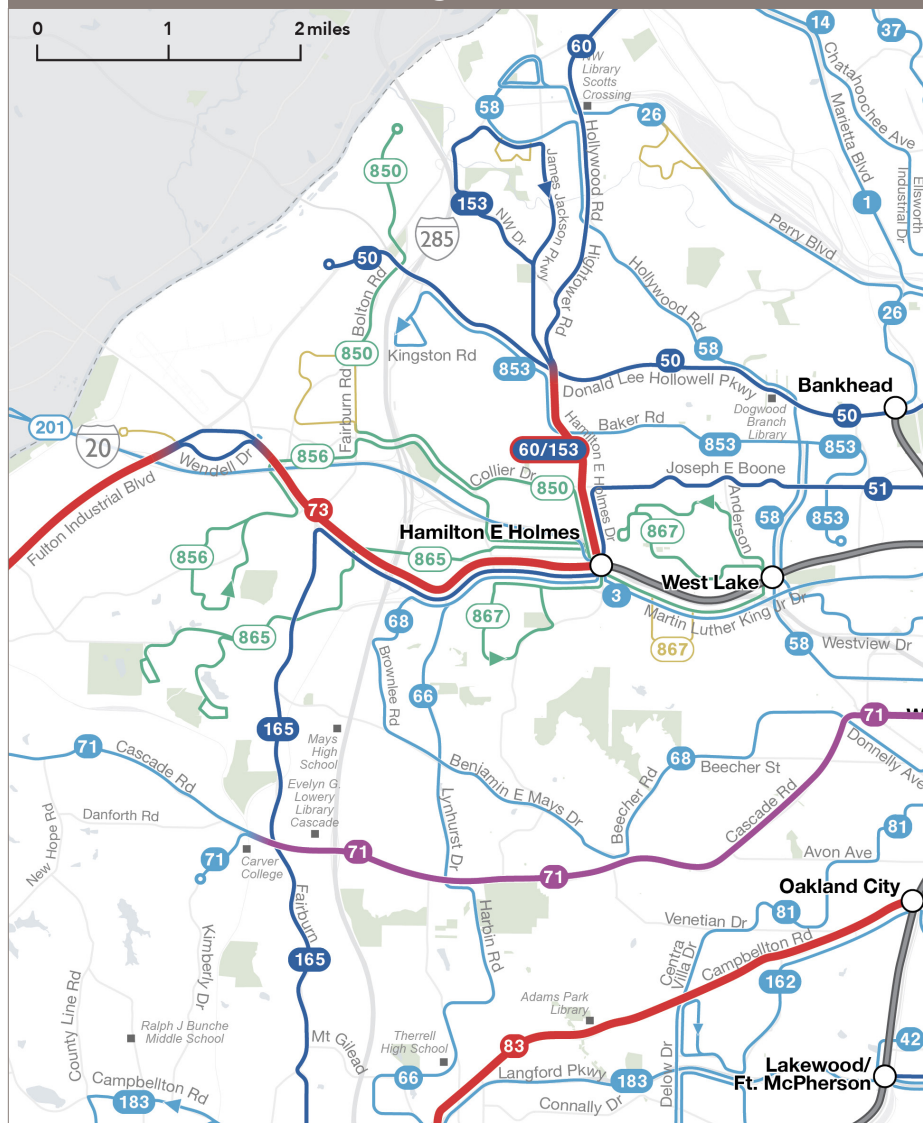 0
1
2 miles
60
14
37
NW
Library
Scotts
Crossing
58
26
Chatahoochee Ave
850
Hollywood Rd
Marietta Blvd
James Jackson Pkwy
Ellsworth
Industrial Dr
153
1
NW Dr
285
Perry Blvd
50
Hightower Rd
Hollywood Rd
Bolton Rd
26
850
Kingston Rd
58
853
50
Donald Lee Hollowell Pkwy
Bankhead
Fairburn Rd
Dogwood
Branch
Library
50
201
20
Hamilton E Holmes Dr
Baker Rd
853
853
856
Wendell Dr
60/153
Joseph E Boone
Collier Dr
850
51
Fulton Industrial Blvd
73
Anderson
58
853
Hamilton E Holmes
867
856
865
West Lake
3
Martin Luther King Jr Dr
68
867
865
867
58
Westview Dr
Brownlee Rd
66
165
71
W
71
Cascade Rd
Mays
High
School
Donnelly Ave
68
Beecher St
Benjamin E Mays Dr
Beecher Rd
Evelyn G.
Lowery
Library
Cascade
Cascade Rd
Danforth Rd
New Hope Rd
Lynhurst Dr
81
71
Carver
College
71
71
Avon Ave
Oakland City
Fairburn
Harbin Rd
Venetian Dr
81
Kimberly Dr
165
Centra
Villa Dr
Campbellton Rd
162
County Line Rd
Adams Park
Library
Ralph J Bunche
Middle School
Mt Gilead
Therrell
High School
83
42
Lakewood/
Ft. McPherson
Campbellton Rd
183
66
Langford Pkwy
183
Delow Dr
Connally Dr